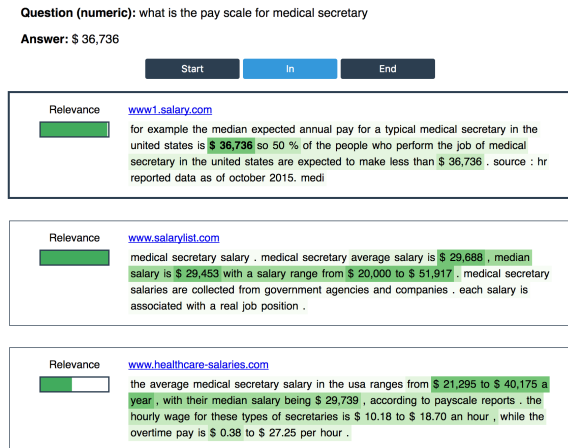 Question (numeric): what is the pay scale for medical secretary
Answer: $ 36,736
Start In End
Relevance www1.salary.com
for example the median expected annual pay for a typical medical secretary in the
united states is $ 36,736 so 50 % of the people who perform the job of medical
secretary in the united states are expected to make less than $ 36,736 . source : hr
reported data as of october 2015. medi
Relevance www.salarylist.com
medical secretary salary . medical secretary average salary is $ 29,688 , median
salary is $ 29,453 with a salary range from $ 20,000 to $ 51,917 . medical secretary
salaries are collected from government agencies and companies . each salary is
associated with a real job position .
Relevance www.healthcare-salaries.com
the average medical secretary salary in the usa ranges from $ 21,295 to $ 40,175 a
year , with their median salary being $ 29,739 , according to payscale reports . the
hourly wage for these types of secretaries is $ 10.18 to $ 18.70 an hour , while the
overtime pay is $ 0.38 to $ 27.25 per hour .